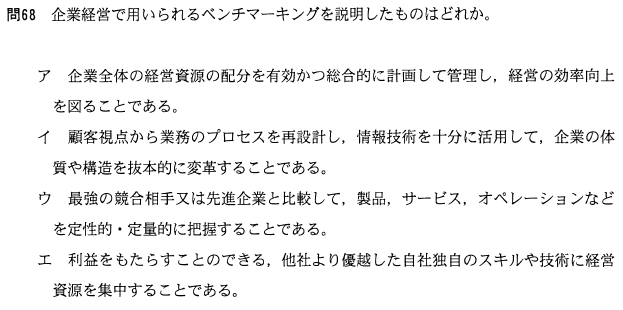 問68 企業経営で用いられるベンチマーキングを説明したものはどれか。
ア 企業全体の経営資源の配分を有効かつ総合的に計画して管理し，経営の効率向上
を図ることである。
イ 顧客視点から業務のプロセスを再設計し，情報技術を十分に活用して，企業の体
質や構造を抜本的に変革することである。
ウ 最強の競合相手又は先進企業と比較して，製品，サービス，オペレーションなど
を定性的・定量的に把握することである。
エ 利益をもたらすことのできる，他社より優越した自社独自のスキルや技術に経営
資源を集中することである。